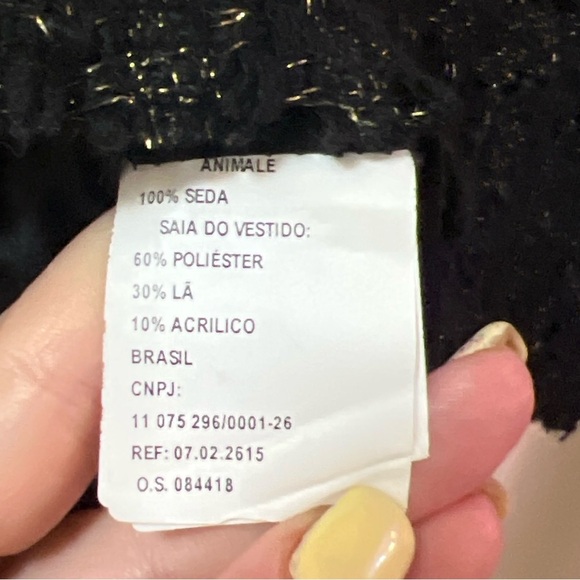 ANIMALE
100% SEDA
SAIA DO VESTIDO:
60% POLIÉSTER
30% LÃ
10% ACRILICO
BRASIL
CNPJ:
11 075 296/0001-26
REF: 07.02.2615
O.S. 084418